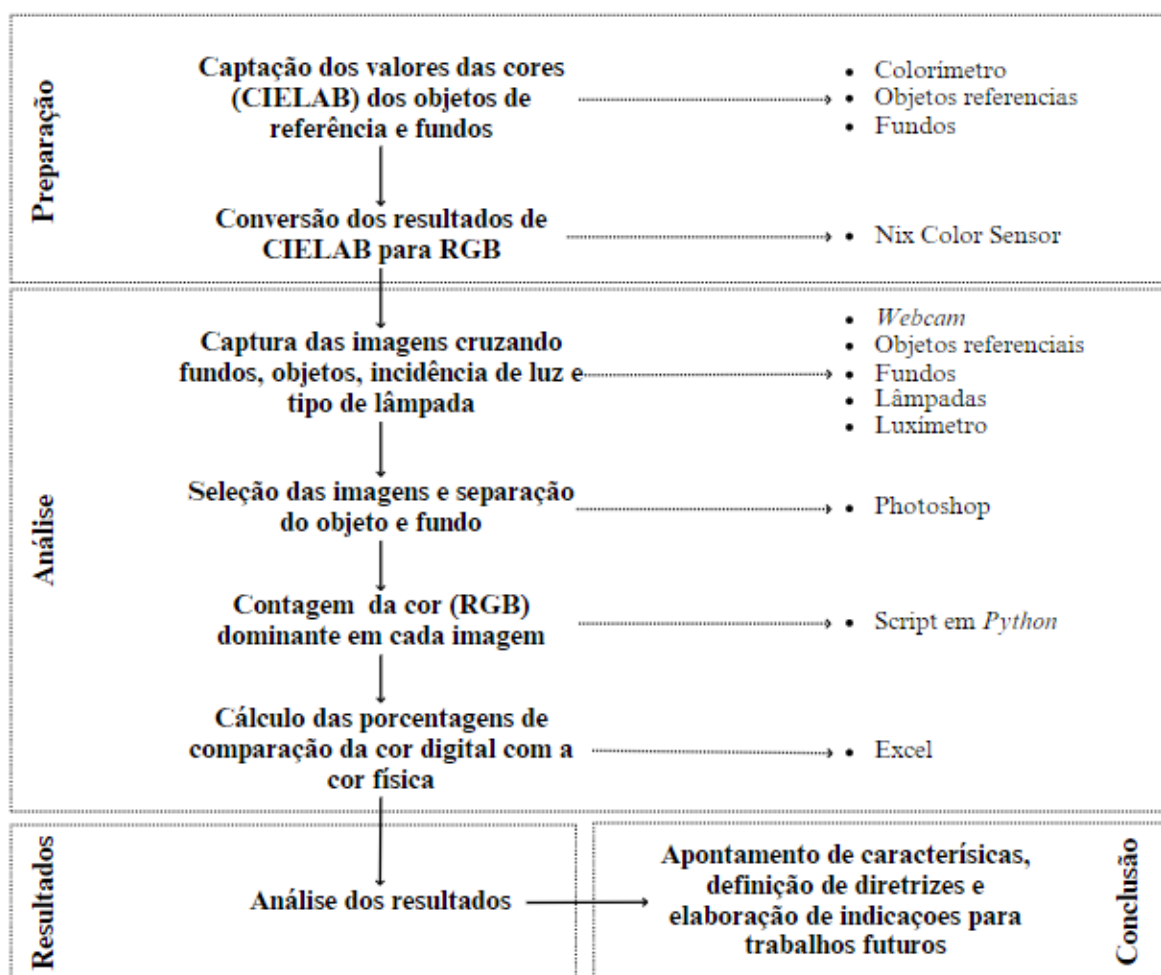 Preparação
Captação dos valores das cores
(CIELAB) dos objetos de
referência e fundos
• Colorímetro
• Objetos referencias
• Fundos
Conversão dos resultados de
CIELAB para RGB
• Nix Color Sensor
Análise
Captura das imagens cruzando
fundos, objetos, incidência de luz e
tipo de lâmpada
• Webcam
• Objetos referenciais
• Fundos
• Lâmpadas
• Luxímetro
Seleção das imagens e separação
do objeto e fundo
• Photoshop
Contagem da cor (RGB)
dominante em cada imagem
• Script em Python
Cálculo das porcentagens de
comparação da cor digital com a
cor física
• Excel
Resultados
Análise dos resultados
Apontamento de caracterísicas,
definição de diretrizes e
elaboração de indicaçoes para
trabalhos futuros
Conclusão